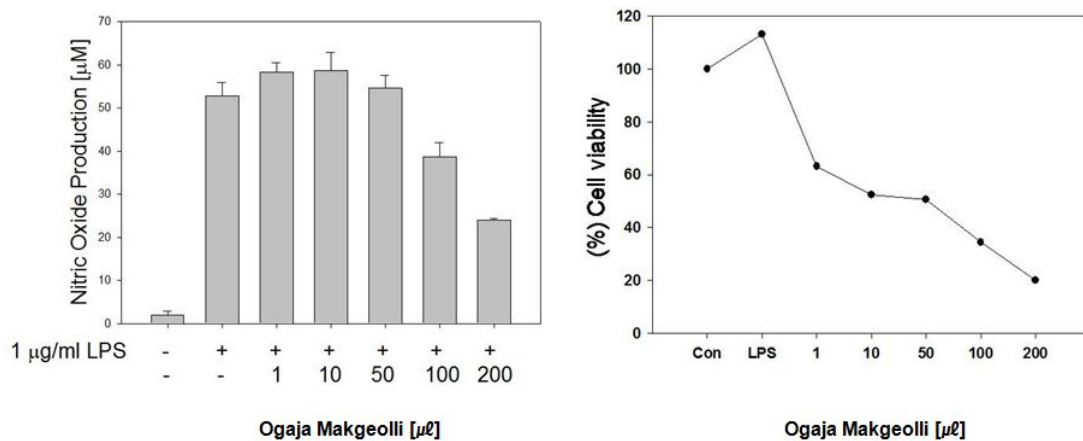 Nitric Oxide Production [μM]
70
60
50
40
30
20
10
0
1 μg/ml LPS - + + + + + +
- - 1 10 50 100 200
Ogaja Makgeolli [㎕]
(%) Cell viability
120
100
80
60
40
20
0
Con LPS 1 10 50 100 200
Ogaja Makgeolli [㎕]